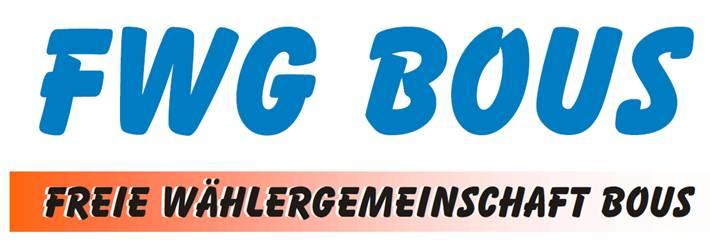 FWG BOUS
FREIE WÄHLERGEMEINSCHAFT BOUS